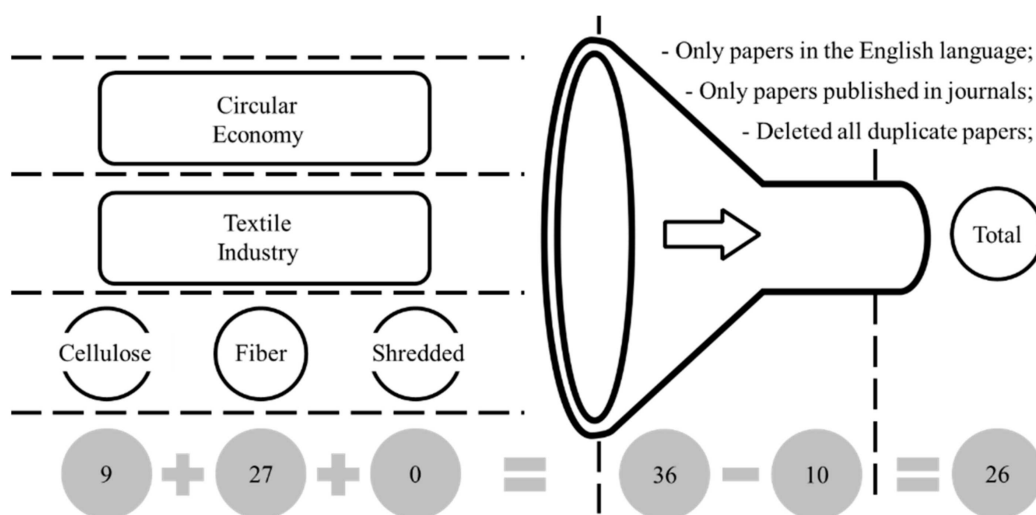 - Only papers in the English language;
- Only papers published in journals;
- Deleted all duplicate papers;
Circular
Economy
Textile
Industry
Total
Cellulose
Fiber
Shredded
9 + 27 + 0 = 36 - 10 = 26